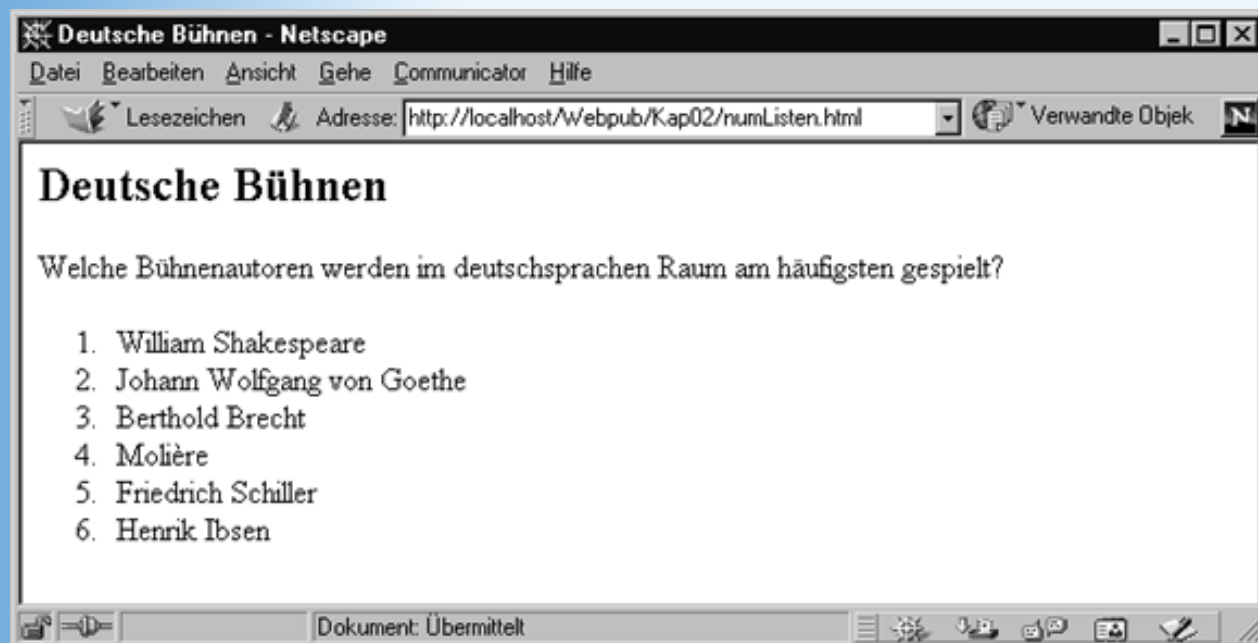 Deutsche Bühnen - Netscape
Datei Bearbeiten Ansicht Gehe Communicator Hilfe
Lesezeichen Adresse: http://localhost/Webpub/Kap02/numListen.html Verwandte Objek N
Deutsche Bühnen
Welche Bühnenautoren werden im deutschsprachen Raum am häufigsten gespielt?
1. William Shakespeare
2. Johann Wolfgang von Goethe
3. Berthold Brecht
4. Molière
5. Friedrich Schiller
6. Henrik Ibsen
Dokument: Übermittelt